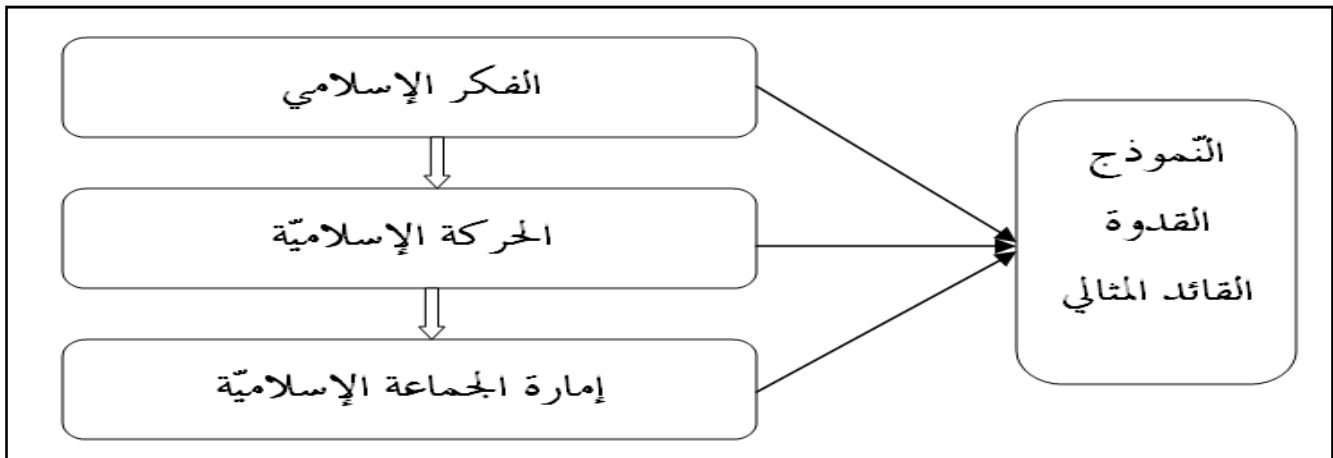 الفكر الإسلامي
الحركة الإسلاميّة
إمارة الجماعة الإسلاميّة
النّموذج
القدوة
القائد المثالي